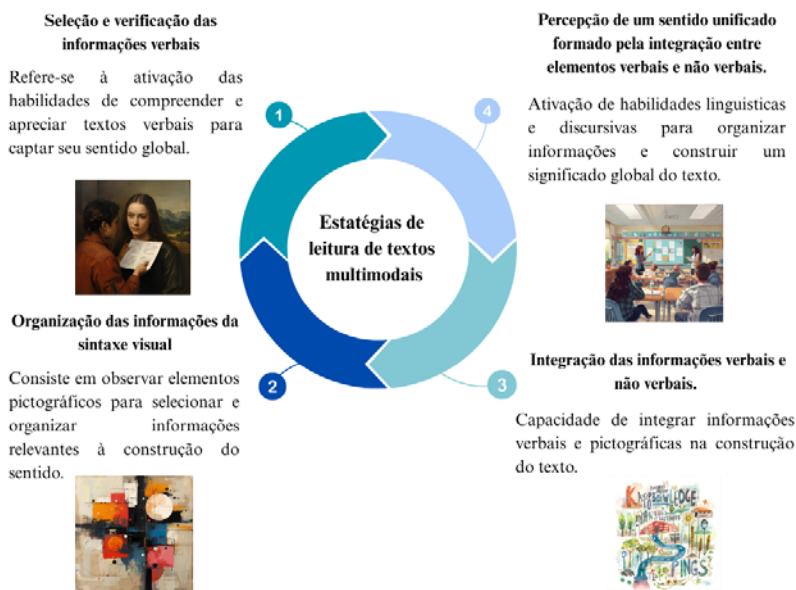 Seleção e verificação das
informações verbais
Refere-se à ativação das
habilidades de compreender e
apreciar textos verbais para
captar seu sentido global.
1
Organização das informações da
sintaxe visual
Consiste em observar elementos
pictográficos para selecionar e
organizar informações
relevantes à construção do
sentido.
2
Estatégias de
leitura de textos
multimodais
Percepção de um sentido unificado
formado pela integração entre
elementos verbais e não verbais.
Ativação de habilidades linguisticas
e discursivas para organizar
informações e construir um
significado global do texto.
4
Integração das informações verbais e
não verbais.
Capacidade de integrar informações
verbais e pictográficas na construção
do texto.
3
PINGS